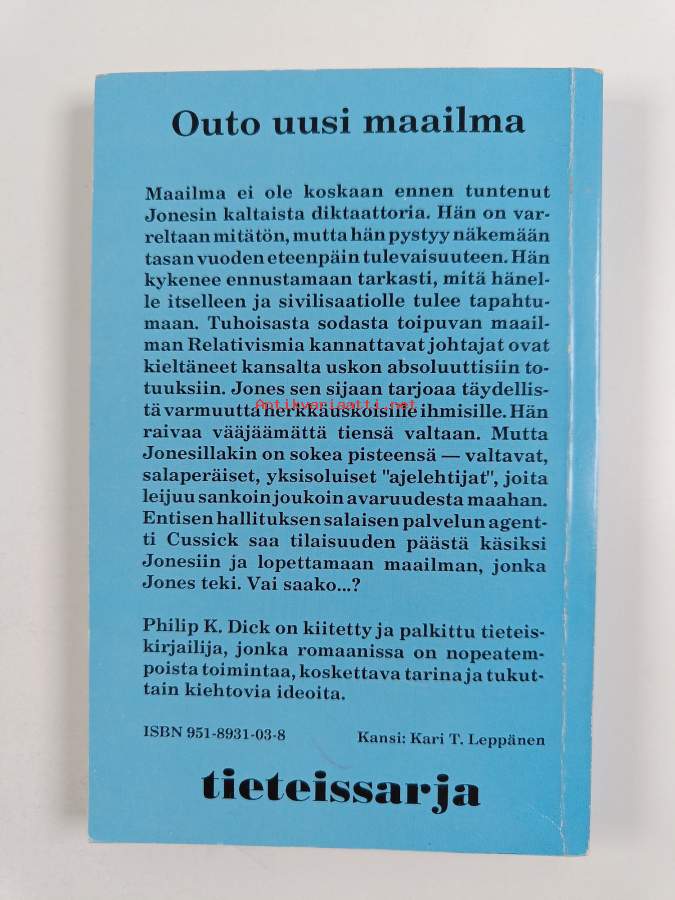 Outo uusi maailma
Maailma ei ole koskaan ennen tuntenut
Jonesin kaltaista diktaattoria. Hän on var-
reltaan mitätön, mutta hän pystyy näkemään
tasan vuoden eteenpäin tulevaisuuteen. Hän
kykenee ennustamaan tarkasti, mitä hänel-
le itselleen ja sivilisaatiolle tulee tapahtu-
maan. Tuhoisasta sodasta toipuvan maail-
man Relativismia kannattavat johtajat ovat
kieltäneet kansalta uskon absoluuttisiin to-
tuuksiin. Jones sen sijaan tarjoaa täydellis-
tä varmuutta herkkäuskoisille ihmisille. Hän
Antikvariaatti.net
raivaa vääjäämättä tiensä valtaan. Mutta
Jonesillakin on sokea pisteensä — valtavat,
salaperäiset, yksisoluiset "ajelehtijat", joita
leijuu sankoin joukoin avaruudesta maahan.
Entisen hallituksen salaisen palvelun agent-
ti Cussick saa tilaisuuden päästä käsiksi
Jonesiin ja lopettamaan maailman, jonka
Jones teki. Vai saako...?
Philip K. Dick on kiitetty ja palkittu tieteis-
kirjailija, jonka romaanissa on nopeatem-
poista toimintaa, koskettava tarina ja tukut-
tain kiehtovia ideoita.
ISBN 951-8931-03-8
Kansi: Kari T. Leppänen
tieteissarja